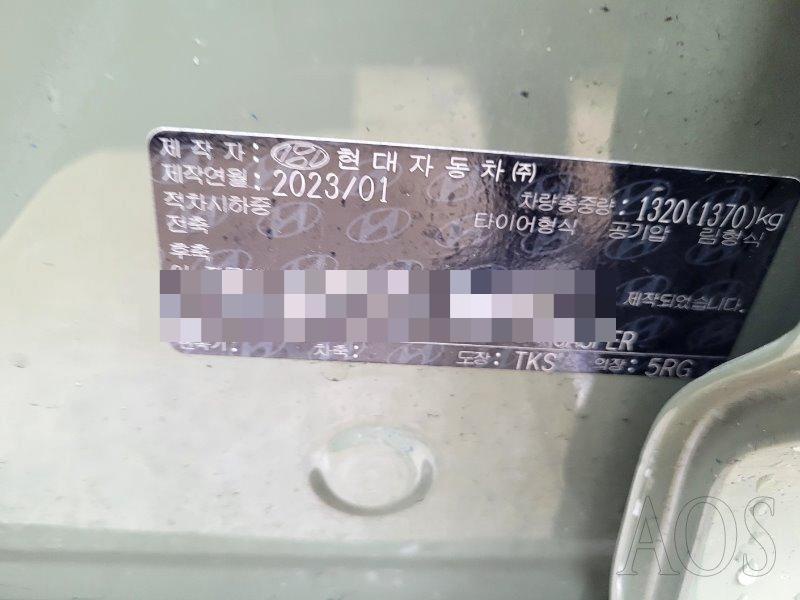 제 작 자 : 현대자동차㈜
제작연월 : 2023/01 차량총중량 : 1320(1370)kg
적차시하중 타이어형식 공기압 림형식
전축
후축
제작되었습니다.
차축 :
도장 : TKS 의장 : 5RG
AOS